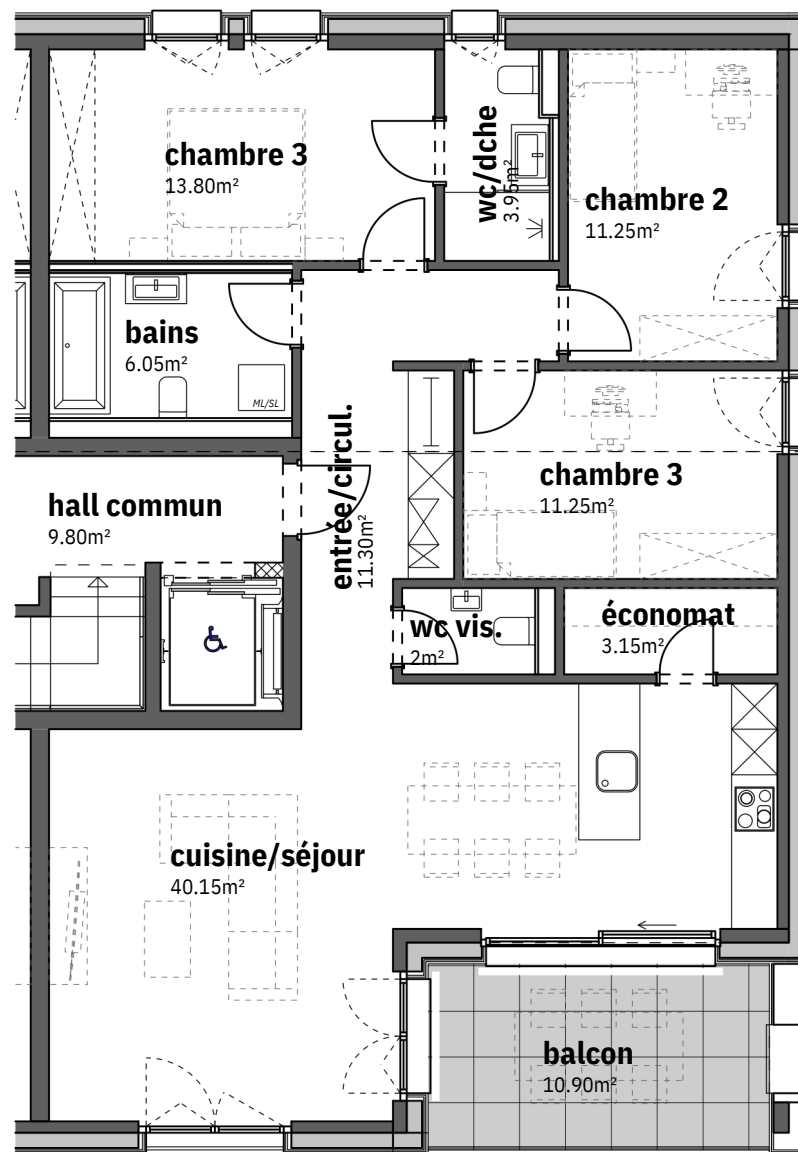 chambre 3
13.80m²
wc/dche
3.95m²
chambre 2
11.25m²
bains
6.05m²
ML/SL
entrée/circul.
11.30m²
chambre 3
11.25m²
hall commun
9.80m²
wc vis.
2m²
économat
3.15m²
cuisine/séjour
40.15m²
balcon
10.90m²